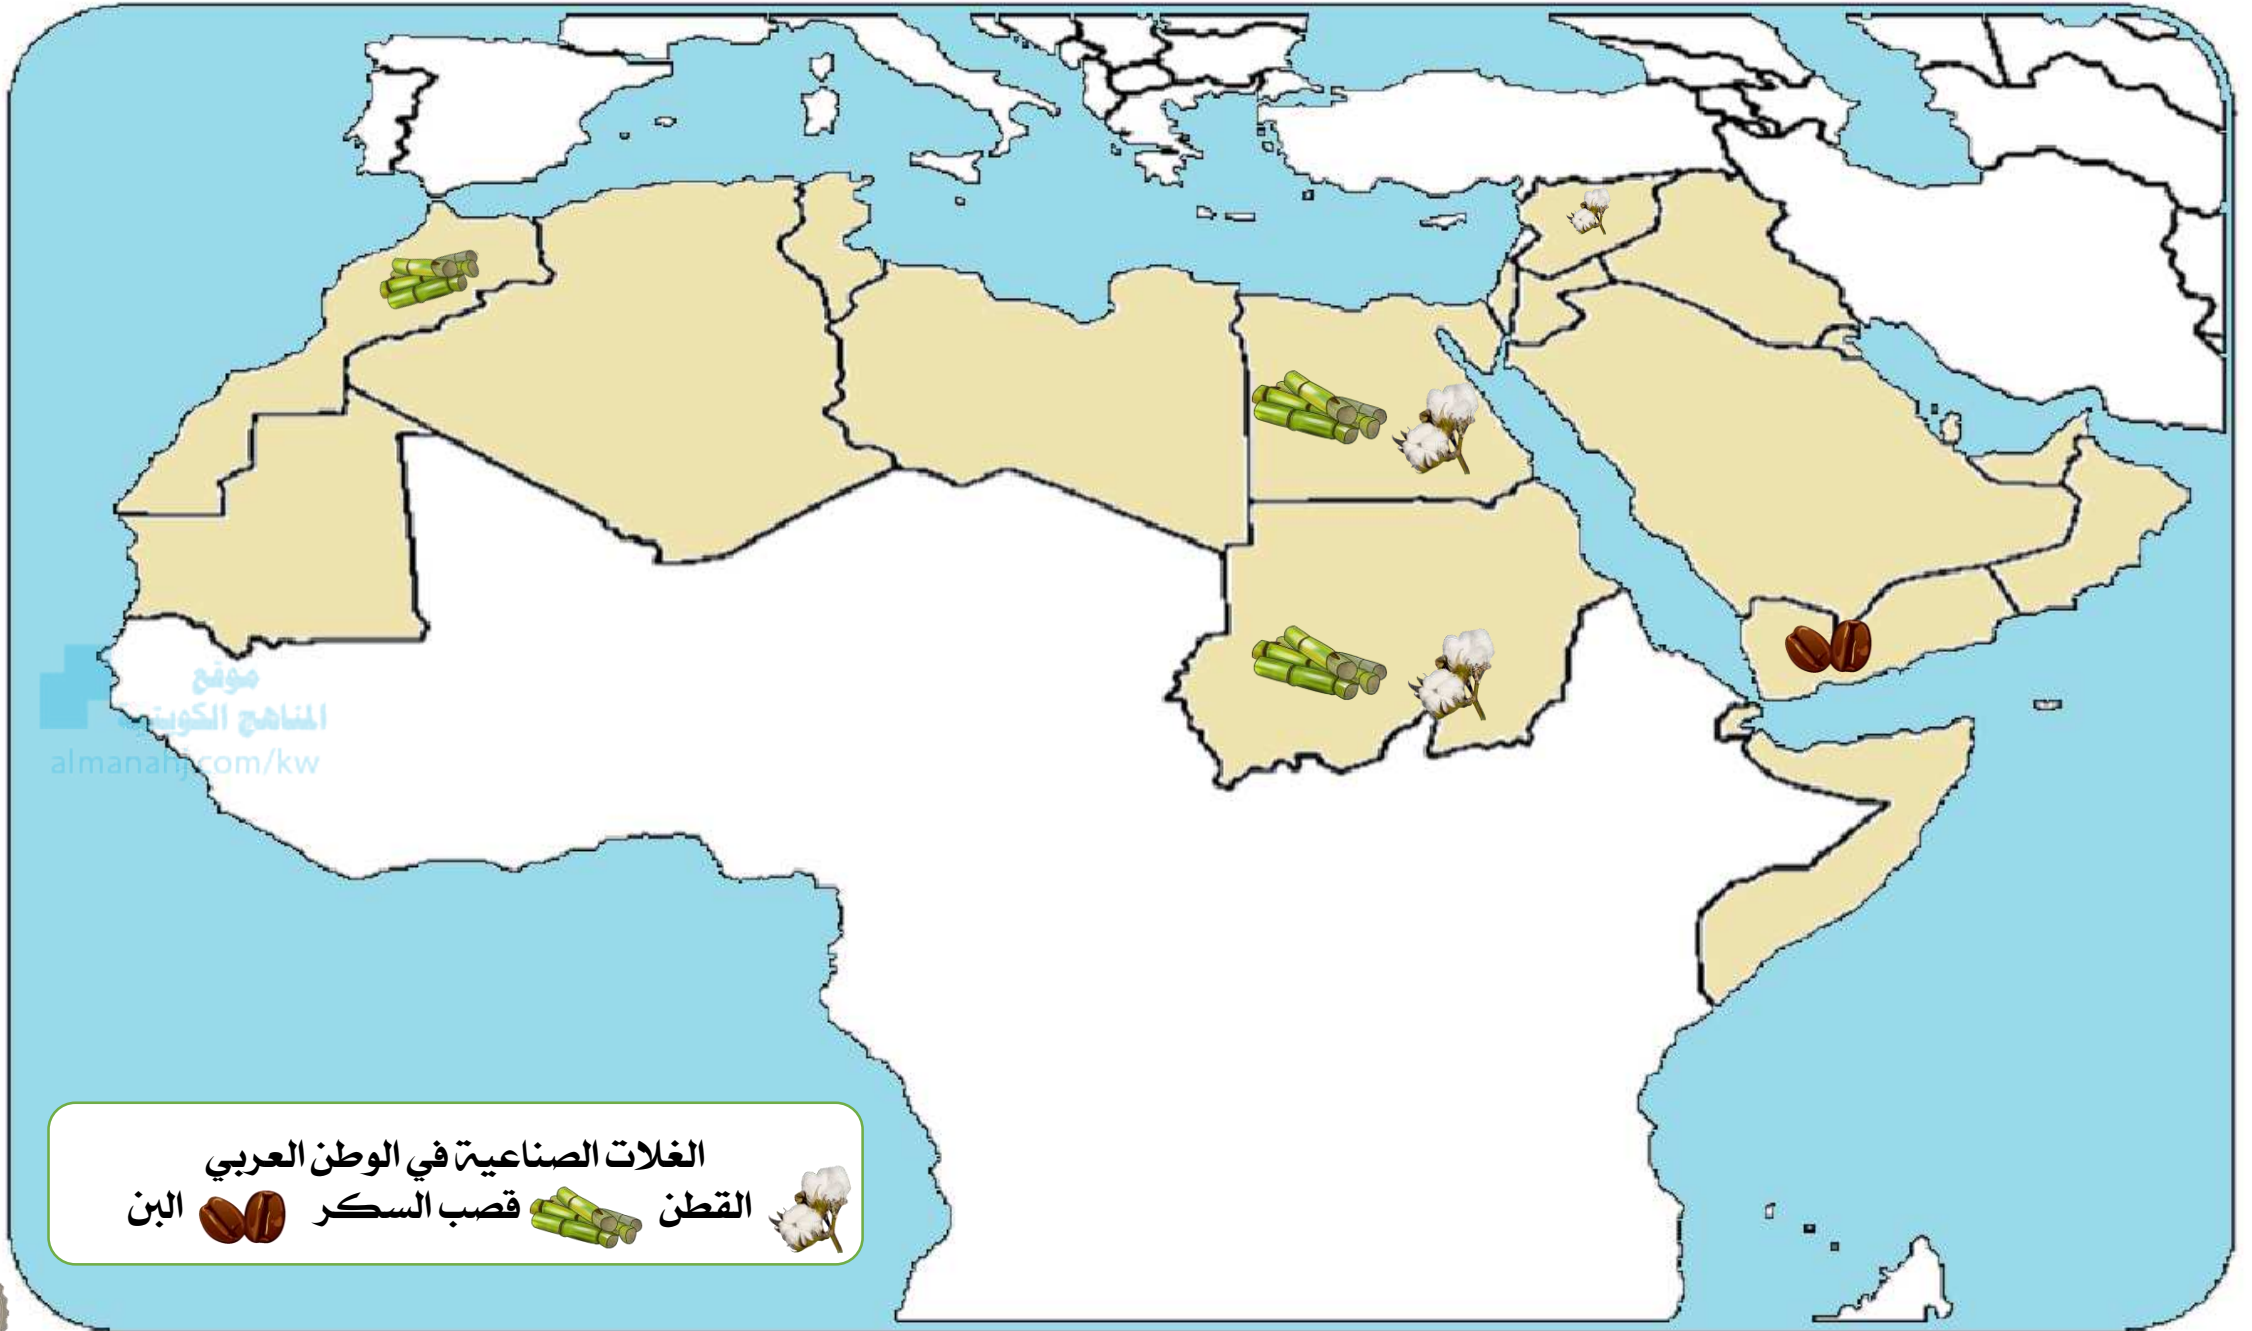 موقع
المناهج الكويتية
almanahj.com/kw
الغلات الصناعية في الوطن العربي
القطن قصب السكر البن